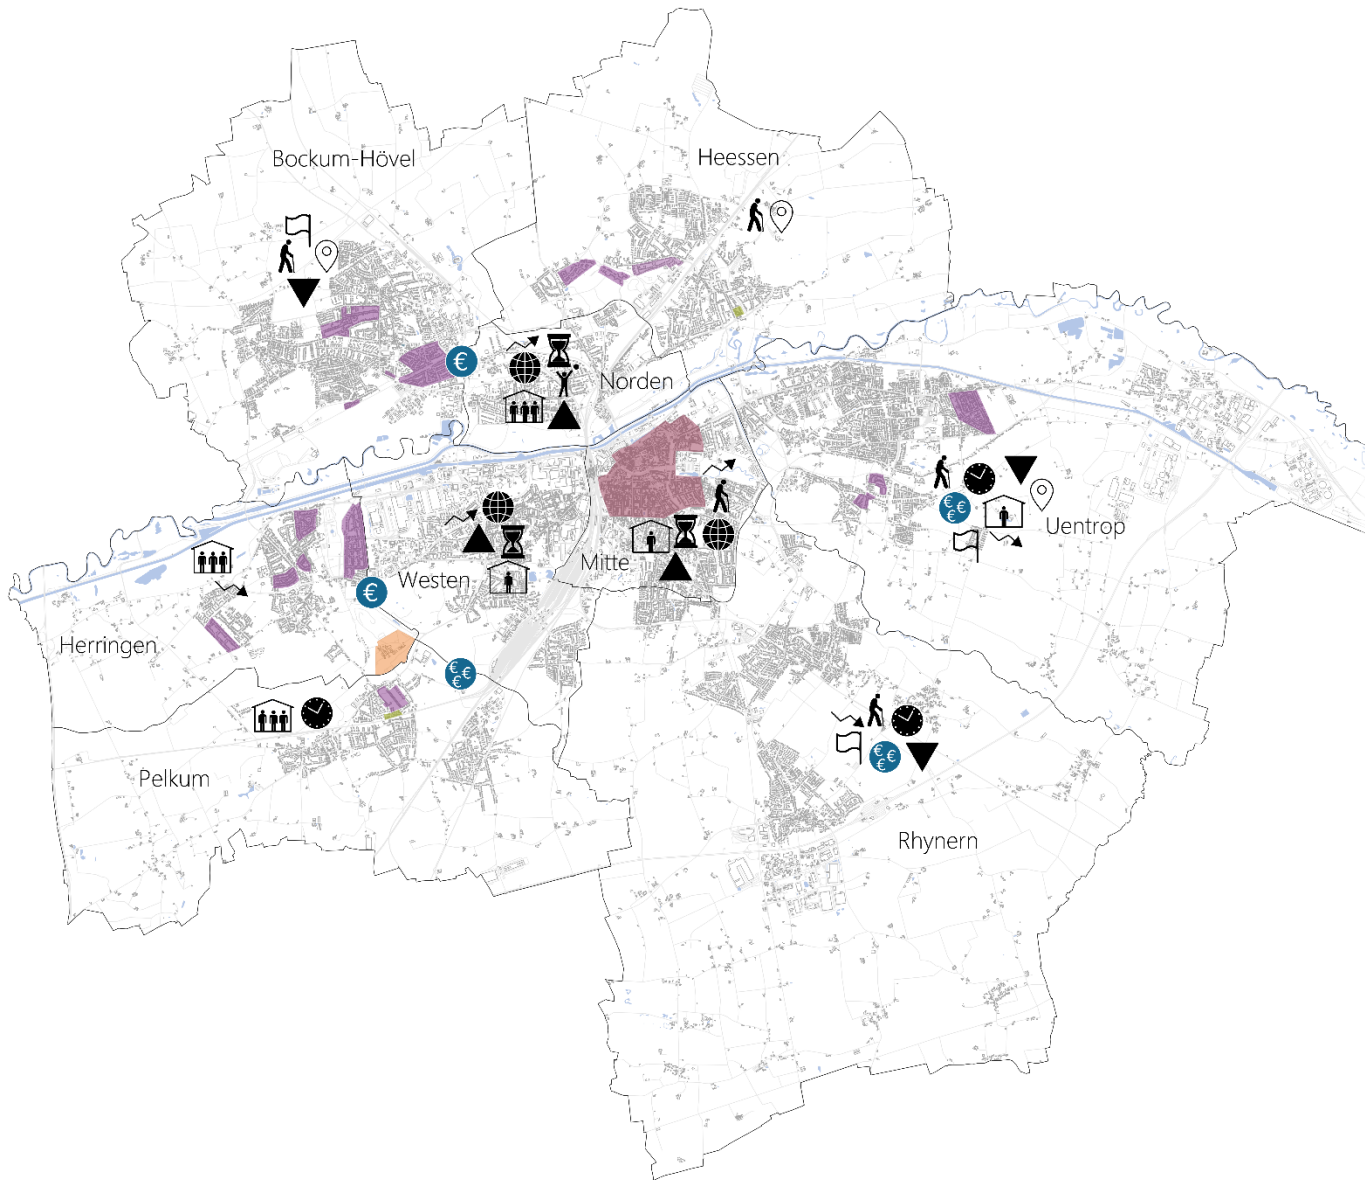 Bockum-Hövel
Heessen
€
Norden
€€€
Uentrop
Westen
Mitte
€
Herringen
€€€
€€€
Pelkum
Rhynern